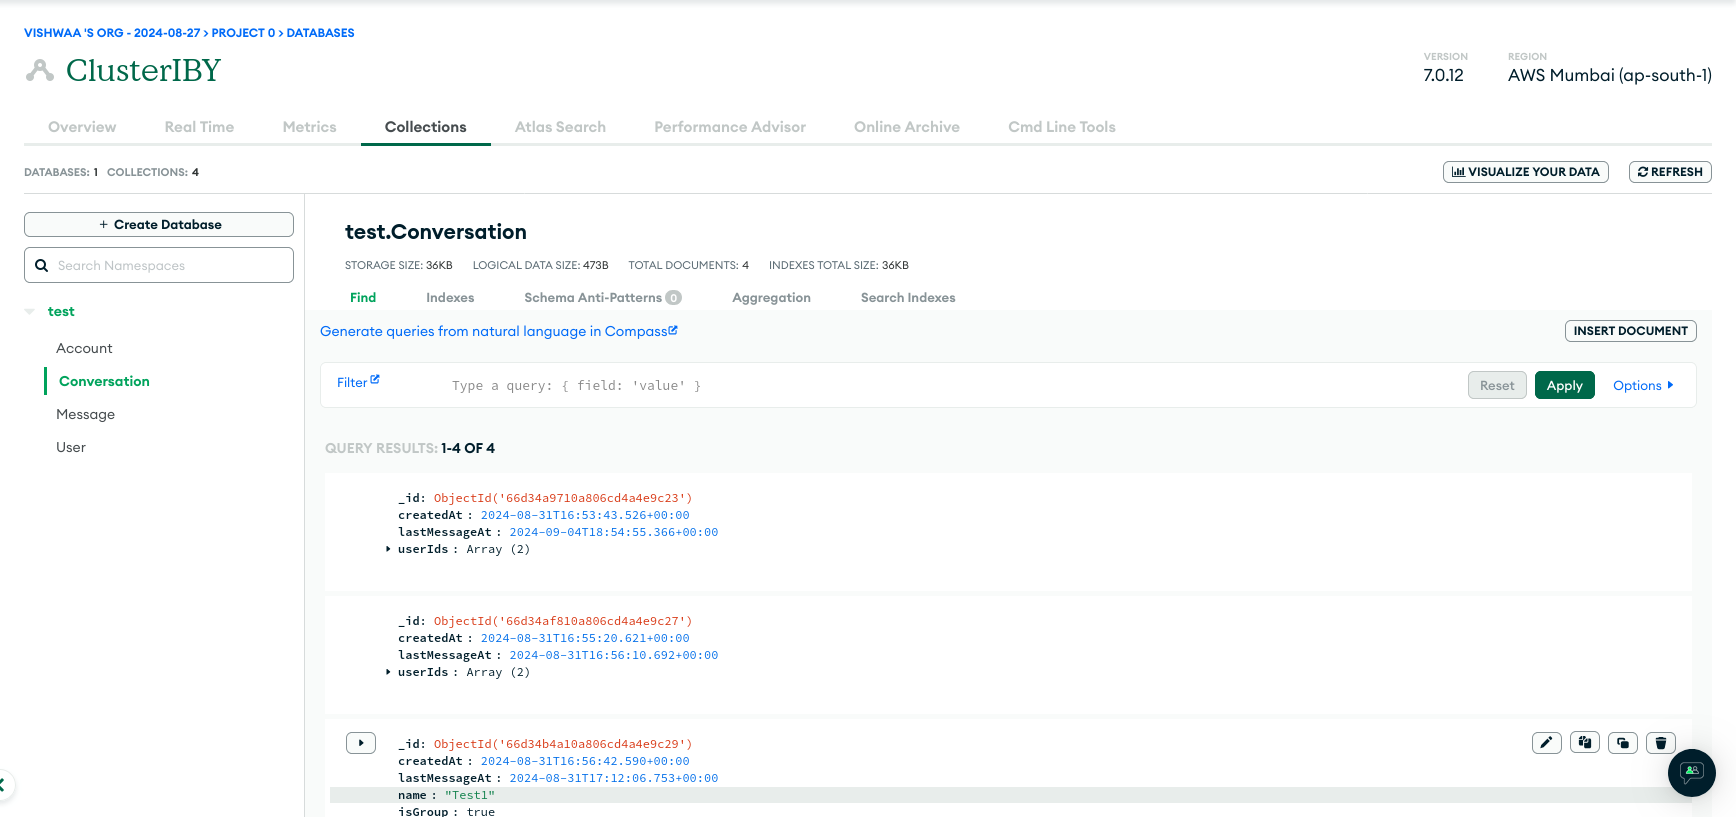 VISHWAA 'S ORG - 2024-08-27 > PROJECT 0 > DATABASES
ClusterIBY
VERSION
7.0.12
REGION
AWS Mumbai (ap-south-1)
Overview
Real Time
Metrics
Collections
Atlas Search
Performance Advisor
Online Archive
Cmd Line Tools
DATABASES: 1 COLLECTIONS: 4
VISUALIZE YOUR DATA
REFRESH
+ Create Database
Search Namespaces
test
Account
Conversation
Message
User
test.Conversation
STORAGE SIZE: 36KB LOGICAL DATA SIZE: 473B TOTAL DOCUMENTS: 4 INDEXES TOTAL SIZE: 36KB
Find
Indexes
Schema Anti-Patterns 0
Aggregation
Search Indexes
Generate queries from natural language in Compass
INSERT DOCUMENT
Filter
Type a query: { field: 'value' }
Reset
Apply
Options
QUERY RESULTS: 1-4 OF 4
_id: ObjectId('66d34a9710a806cd4a4e9c23')
createdAt : 2024-08-31T16:53:43.526+00:00
lastMessageAt : 2024-09-04T18:54:55.366+00:00
userIds : Array (2)
_id: ObjectId('66d34af810a806cd4a4e9c27')
createdAt : 2024-08-31T16:55:20.621+00:00
lastMessageAt : 2024-08-31T16:56:10.692+00:00
userIds : Array (2)
_id: ObjectId('66d34b4a10a806cd4a4e9c29')
createdAt : 2024-08-31T16:56:42.590+00:00
lastMessageAt : 2024-08-31T17:12:06.753+00:00
name : "Test1"
isGroup : true